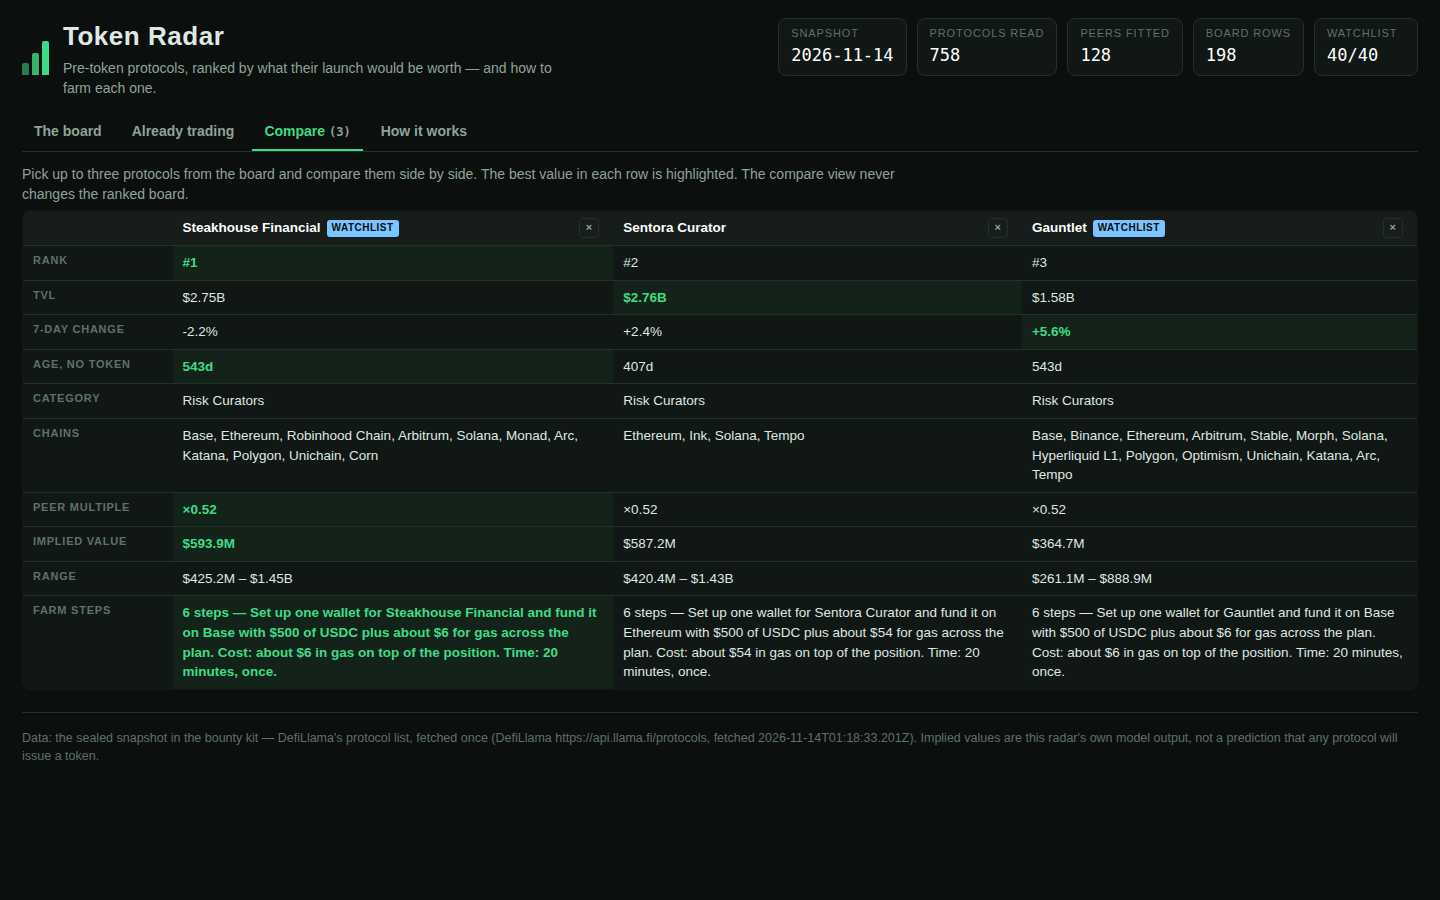 Token Radar
Pre-token protocols, ranked by what their launch would be worth — and how to
farm each one.
SNAPSHOT
2026-11-14
PROTOCOLS READ
758
PEERS FITTED
128
BOARD ROWS
198
WATCHLIST
40/40
The board
Already trading
Compare (3)
How it works
Pick up to three protocols from the board and compare them side by side. The best value in each row is highlighted. The compare view never
changes the ranked board.
Steakhouse Financial WATCHLIST ×
Sentora Curator ×
Gauntlet WATCHLIST ×
RANK
#1
#2
#3
TVL
$2.75B
$2.76B
$1.58B
7-DAY CHANGE
-2.2%
+2.4%
+5.6%
AGE, NO TOKEN
543d
407d
543d
CATEGORY
Risk Curators
Risk Curators
Risk Curators
CHAINS
Base, Ethereum, Robinhood Chain, Arbitrum, Solana, Monad, Arc,
Katana, Polygon, Unichain, Corn
Ethereum, Ink, Solana, Tempo
Base, Binance, Ethereum, Arbitrum, Stable, Morph, Solana,
Hyperliquid L1, Polygon, Optimism, Unichain, Katana, Arc,
Tempo
PEER MULTIPLE
×0.52
×0.52
×0.52
IMPLIED VALUE
$593.9M
$587.2M
$364.7M
RANGE
$425.2M – $1.45B
$420.4M – $1.43B
$261.1M – $888.9M
FARM STEPS
6 steps — Set up one wallet for Steakhouse Financial and fund it
on Base with $500 of USDC plus about $6 for gas across the
plan. Cost: about $6 in gas on top of the position. Time: 20
minutes, once.
6 steps — Set up one wallet for Sentora Curator and fund it on
Ethereum with $500 of USDC plus about $54 for gas across the
plan. Cost: about $54 in gas on top of the position. Time: 20
minutes, once.
6 steps — Set up one wallet for Gauntlet and fund it on Base
with $500 of USDC plus about $6 for gas across the plan.
Cost: about $6 in gas on top of the position. Time: 20 minutes,
once.
Data: the sealed snapshot in the bounty kit — DefiLlama's protocol list, fetched once (DefiLlama https://api.llama.fi/protocols, fetched 2026-11-14T01:18:33.201Z). Implied values are this radar's own model output, not a prediction that any protocol will
issue a token.